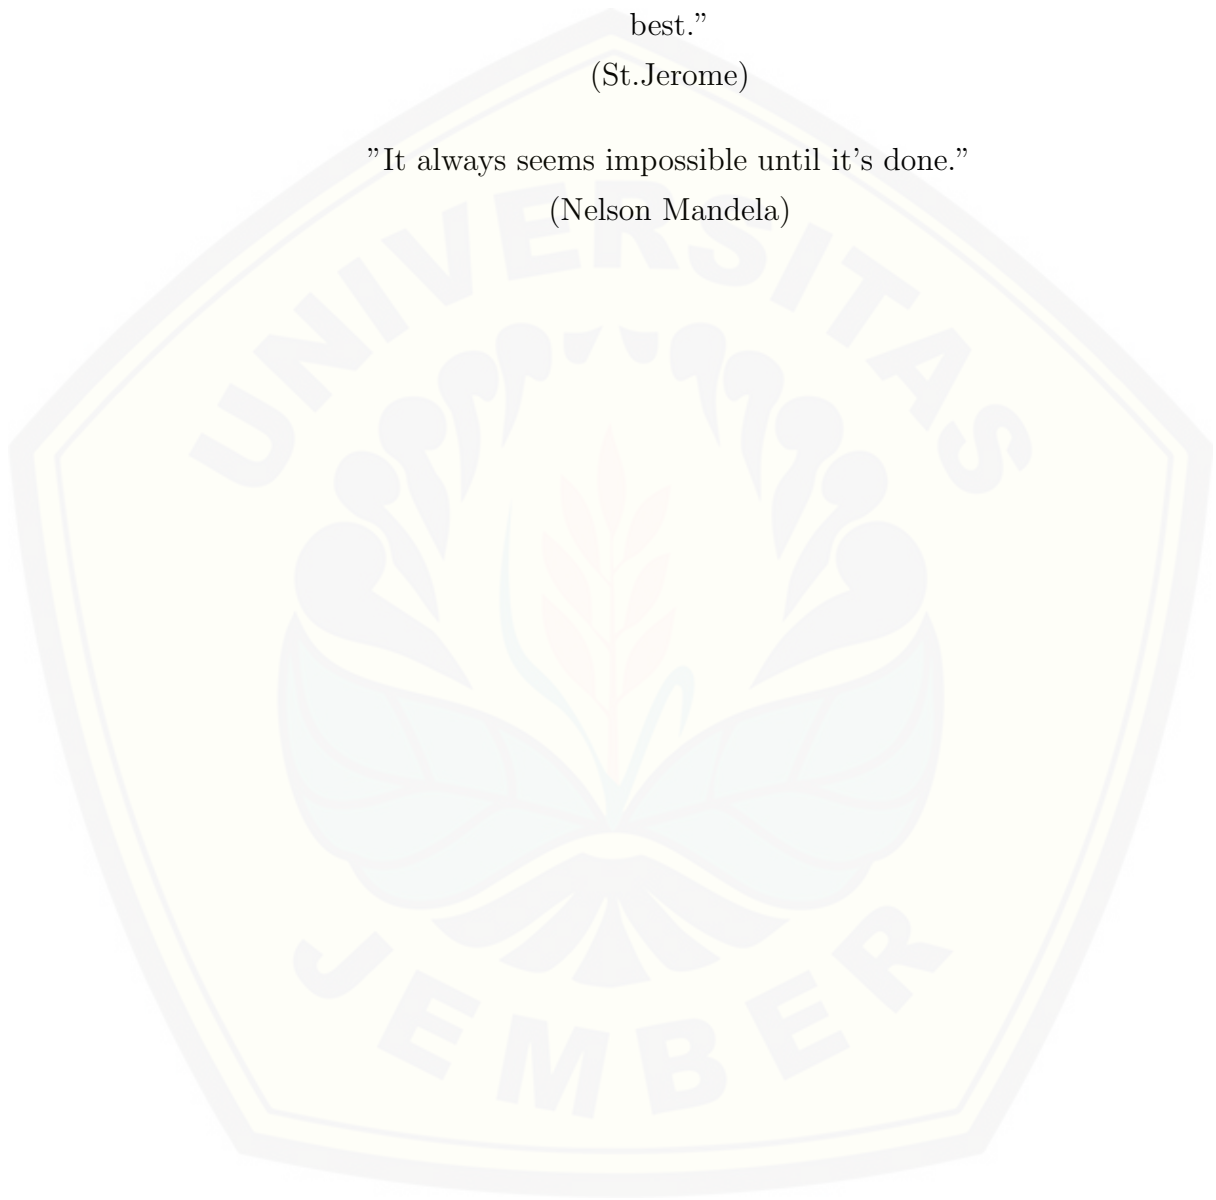 best.”
(St.Jerome)
”It always seems impossible until it’s done.”
(Nelson Mandela)
UNIVERSITAS
JEMBER